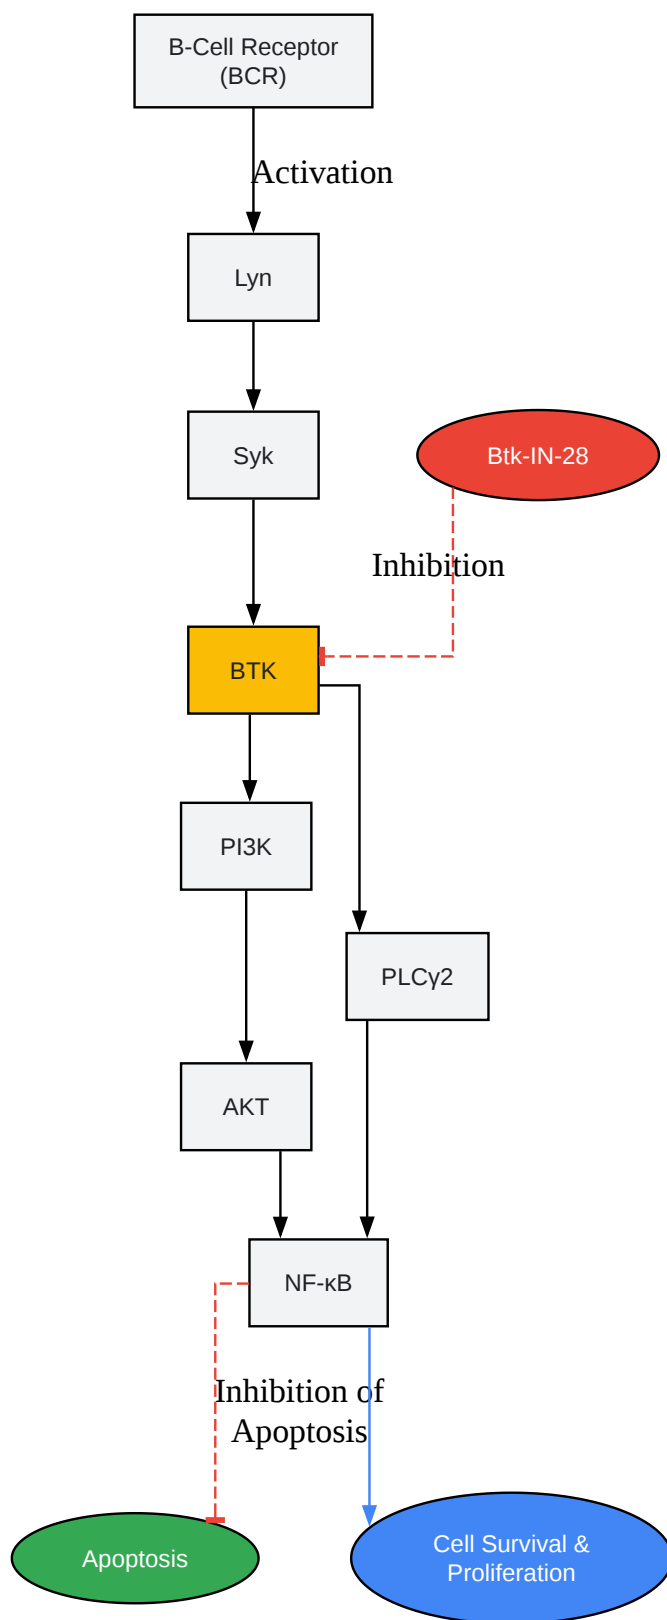 B-Cell Receptor
(BCR)
Activation
Lyn
Syk
Btk-IN-28
Inhibition
BTK
PI3K
PLCγ2
AKT
NF-κB
Inhibition of
Apoptosis
Apoptosis
Cell Survival &
Proliferation